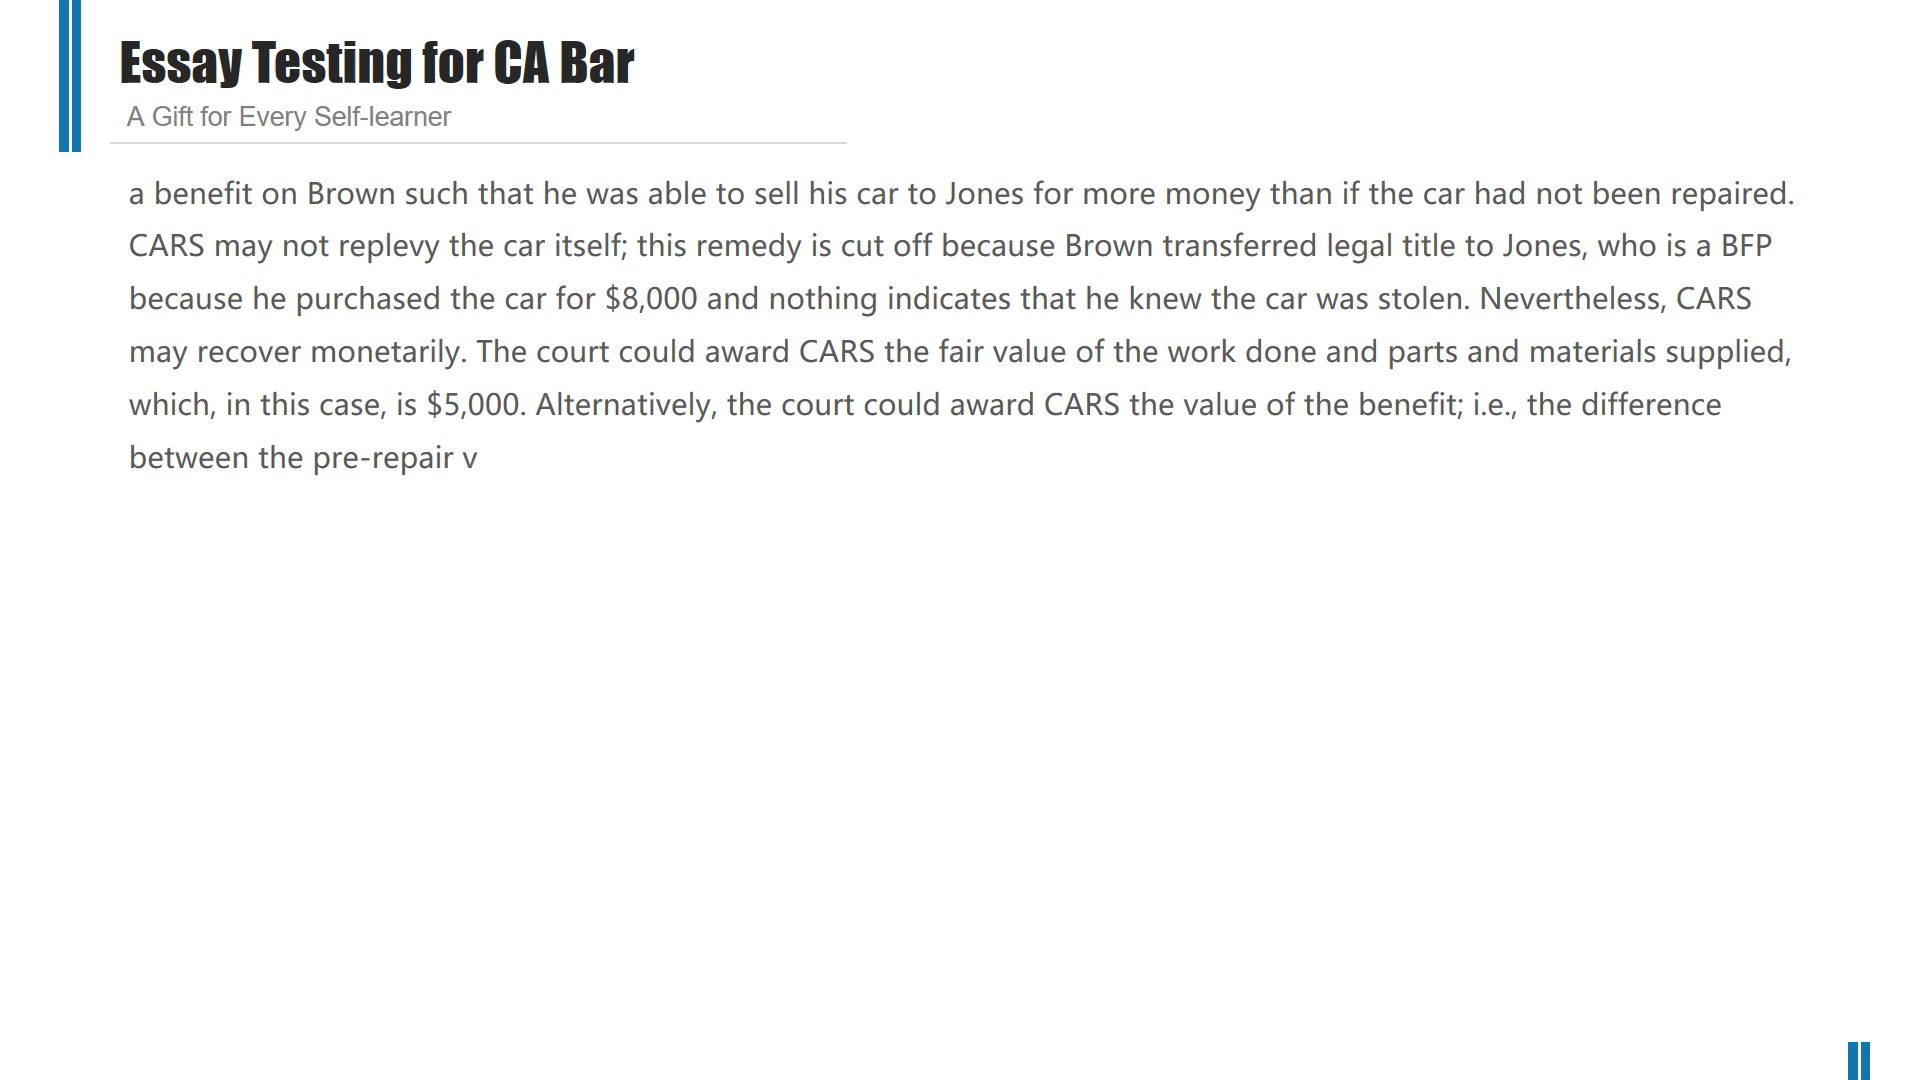 Essay Testing for CA Bar
A Gift for Every Self-learner
a benefit on Brown such that he was able to sell his car to Jones for more money than if the car had not been repaired.
CARS may not replevy the car itself; this remedy is cut off because Brown transferred legal title to Jones, who is a BFP
because he purchased the car for $8,000 and nothing indicates that he knew the car was stolen. Nevertheless, CARS
may recover monetarily. The court could award CARS the fair value of the work done and parts and materials supplied,
which, in this case, is $5,000. Alternatively, the court could award CARS the value of the benefit; i.e., the difference
between the pre-repair v